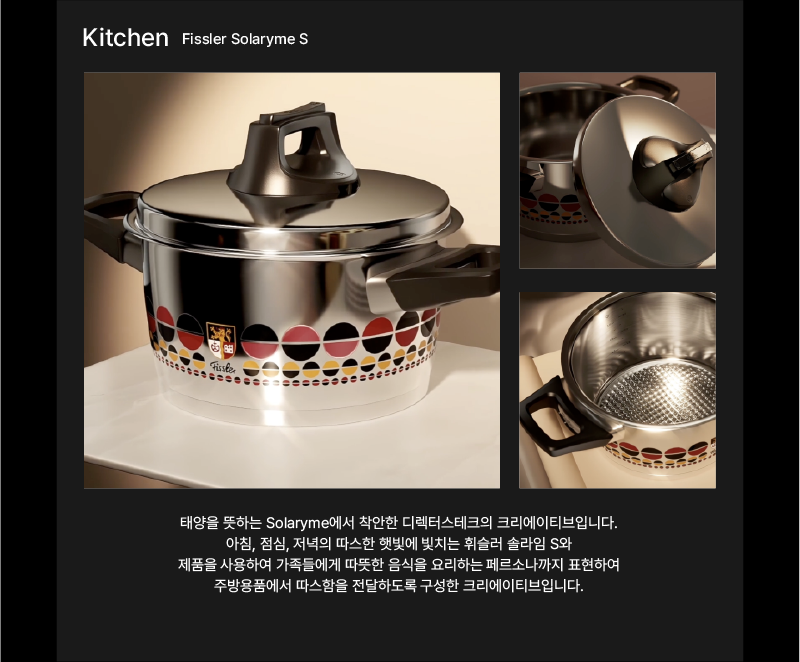 Kitchen Fissler Solaryme S
Fissler
태양을 뜻하는 Solaryme에서 착안한 디렉터스테크의 크리에이티브입니다.
아침, 점심, 저녁의 따스한 햇빛에 빛치는 휘슬러 솔라임 S와
제품을 사용하여 가족들에게 따뜻한 음식을 요리하는 페르소나까지 표현하여
주방용품에서 따스함을 전달하도록 구성한 크리에이티브입니다.